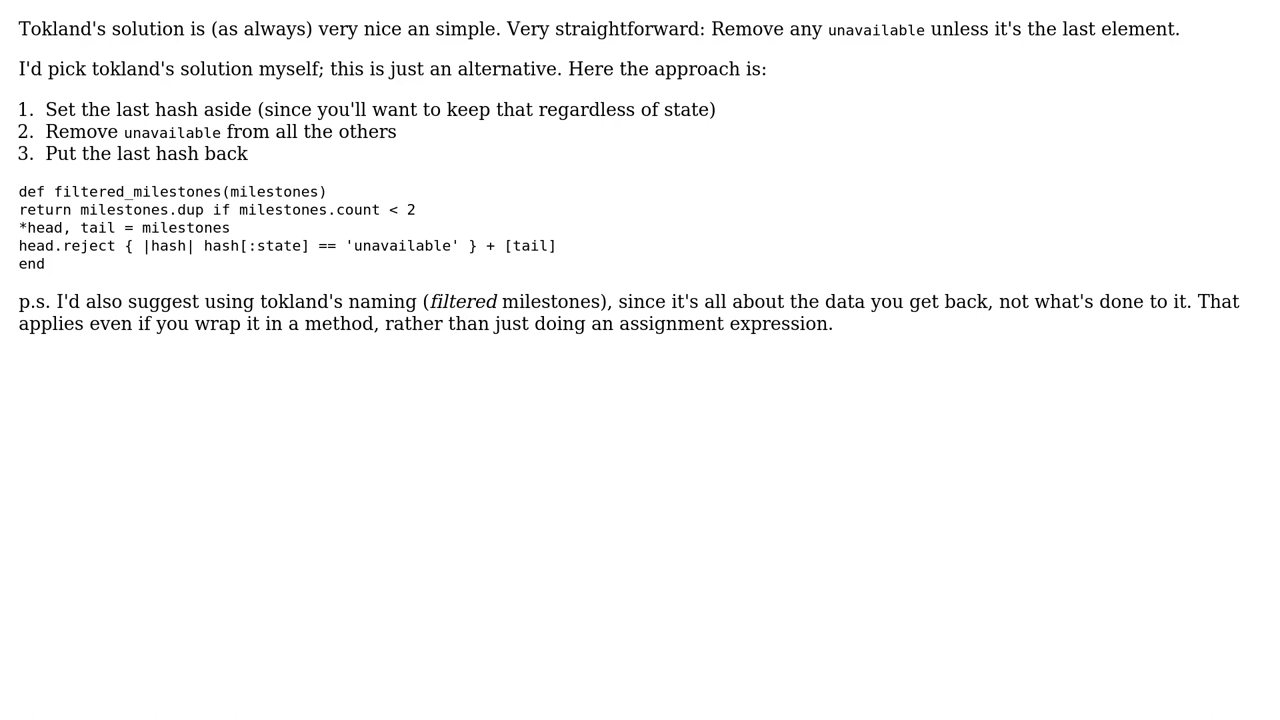 Tokland's solution is (as always) very nice an simple. Very straightforward: Remove any unavailable unless it's the last element.
I'd pick tokland's solution myself; this is just an alternative. Here the approach is:
1. Set the last hash aside (since you'll want to keep that regardless of state)
2. Remove unavailable from all the others
3. Put the last hash back
def filtered_milestones(milestones)
return milestones.dup if milestones.count < 2
*head, tail = milestones
head.reject { |hash| hash[:state] == 'unavailable' } + [tail]
end
p.s. I'd also suggest using tokland's naming (filtered milestones), since it's all about the data you get back, not what's done to it. That
applies even if you wrap it in a method, rather than just doing an assignment expression.